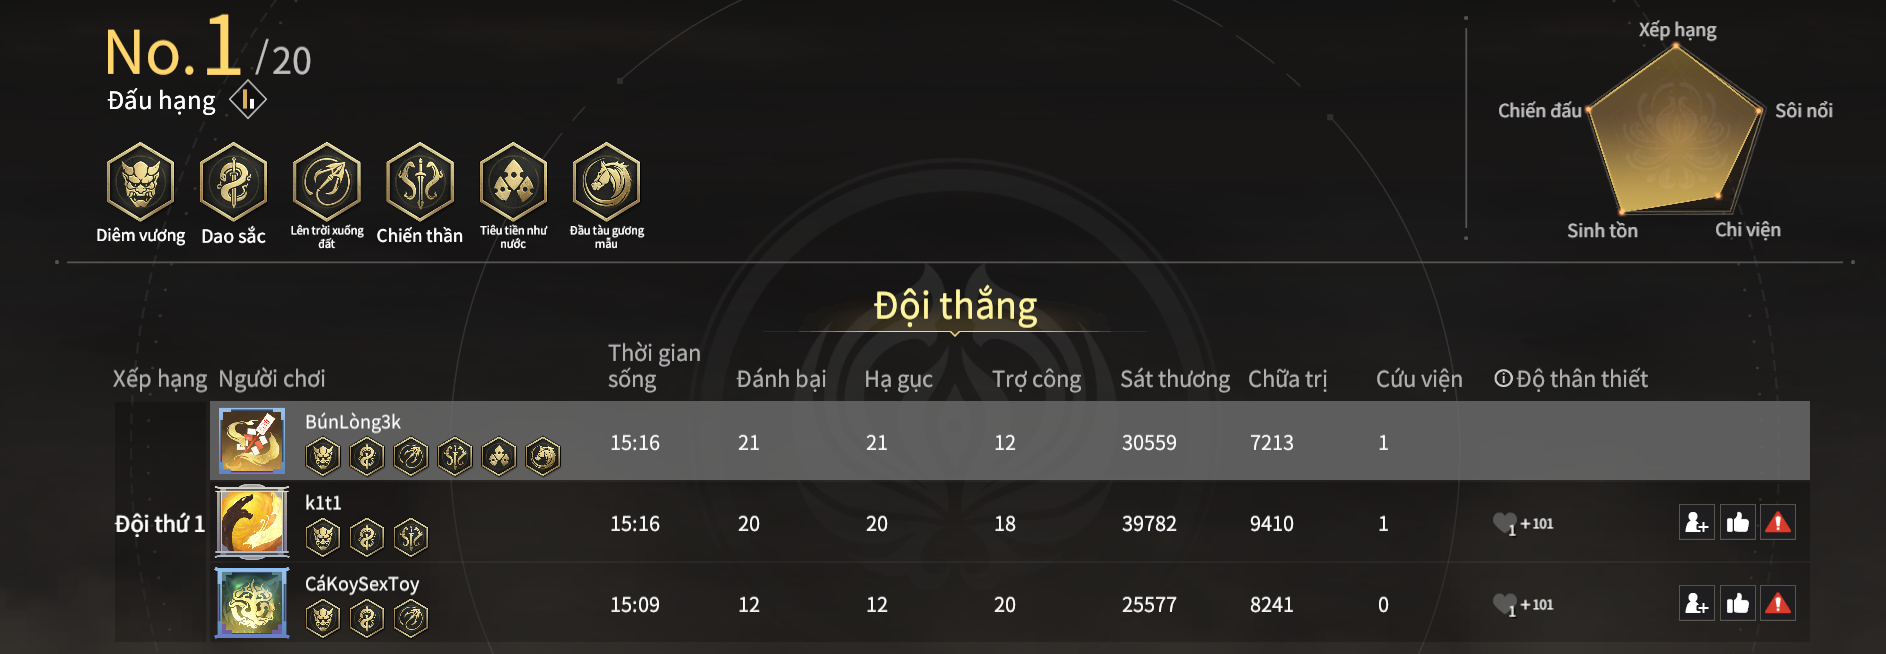 No.1/20
Đấu hạng
Xếp hạng
Chiến đấu
Sôi nổi
Sinh tồn
Chi viện
Diêm vương
Dao sắc
Lên trời xuống
đất
Chiến thần
Tiêu tiền như
nước
Đầu tàu gương
mẫu
Đội thắng
Xếp hạng Người chơi Thời gian sống Đánh bại Hạ gục Trợ công Sát thương Chữa trị Cứu viện Độ thân thiết
Đội thứ 1
BúnLòng3k
15:16 21 21 12 30559 7213 1
k1t1
15:16 20 20 18 39782 9410 1 1 +101
CáKoySexToy
15:09 12 12 20 25577 8241 0 1 +101